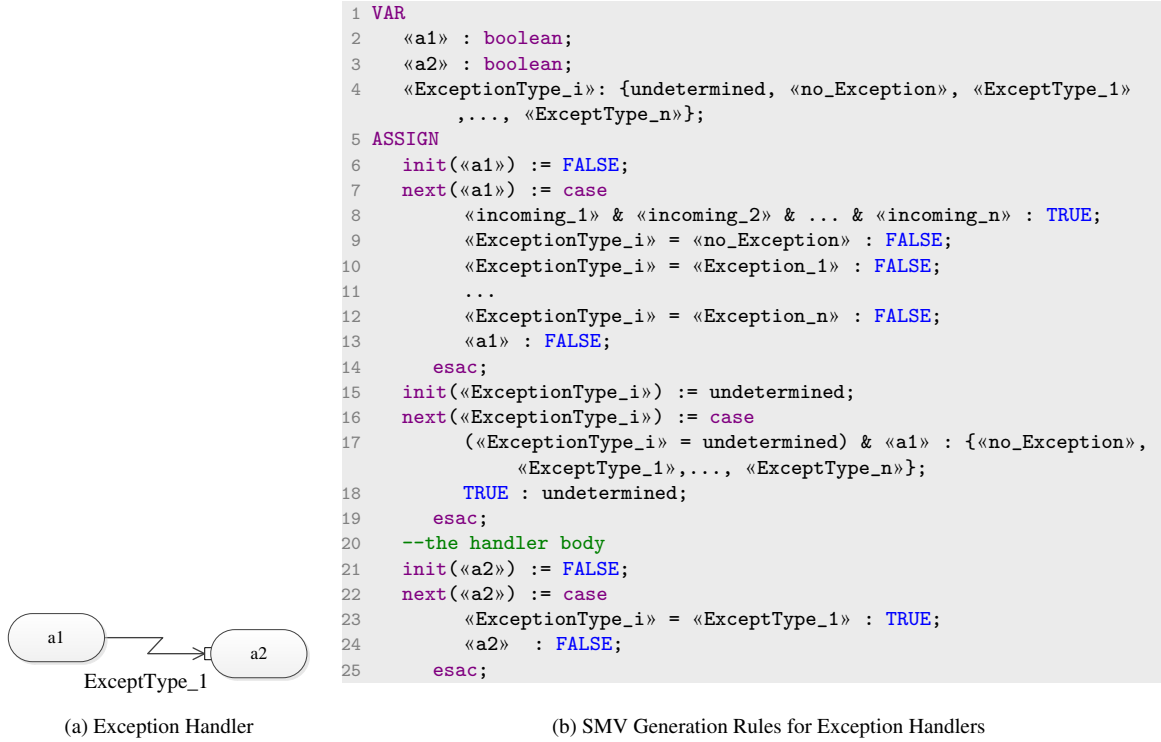 1 VAR
2 «a1» : boolean;
3 «a2» : boolean;
4 «ExceptionType_i»: {undetermined, «no_Exception», «ExceptType_1»
,..., «ExceptType_n»};
5 ASSIGN
6 init(«a1») := FALSE;
7 next(«a1») := case
8 «incoming_1» & «incoming_2» & ... & «incoming_n» : TRUE;
9 «ExceptionType_i» = «no_Exception» : FALSE;
10 «ExceptionType_i» = «Exception_1» : FALSE;
11 ...
12 «ExceptionType_i» = «Exception_n» : FALSE;
13 «a1» : FALSE;
14 esac;
15 init(«ExceptionType_i») := undetermined;
16 next(«ExceptionType_i») := case
17 («ExceptionType_i» = undetermined) & «a1» : {«no_Exception»,
«ExceptType_1»,..., «ExceptType_n»};
18 TRUE : undetermined;
19 esac;
20 --the handler body
21 init(«a2») := FALSE;
22 next(«a2») := case
23 «ExceptionType_i» = «ExceptType_1» : TRUE;
24 «a2» : FALSE;
25 esac;
a1
a2
ExceptType_1
(a) Exception Handler
(b) SMV Generation Rules for Exception Handlers